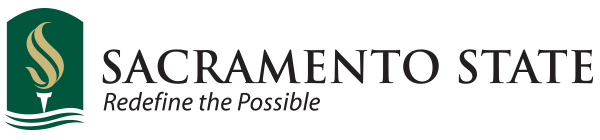 SACRAMENTO STATE
Redefine the Possible